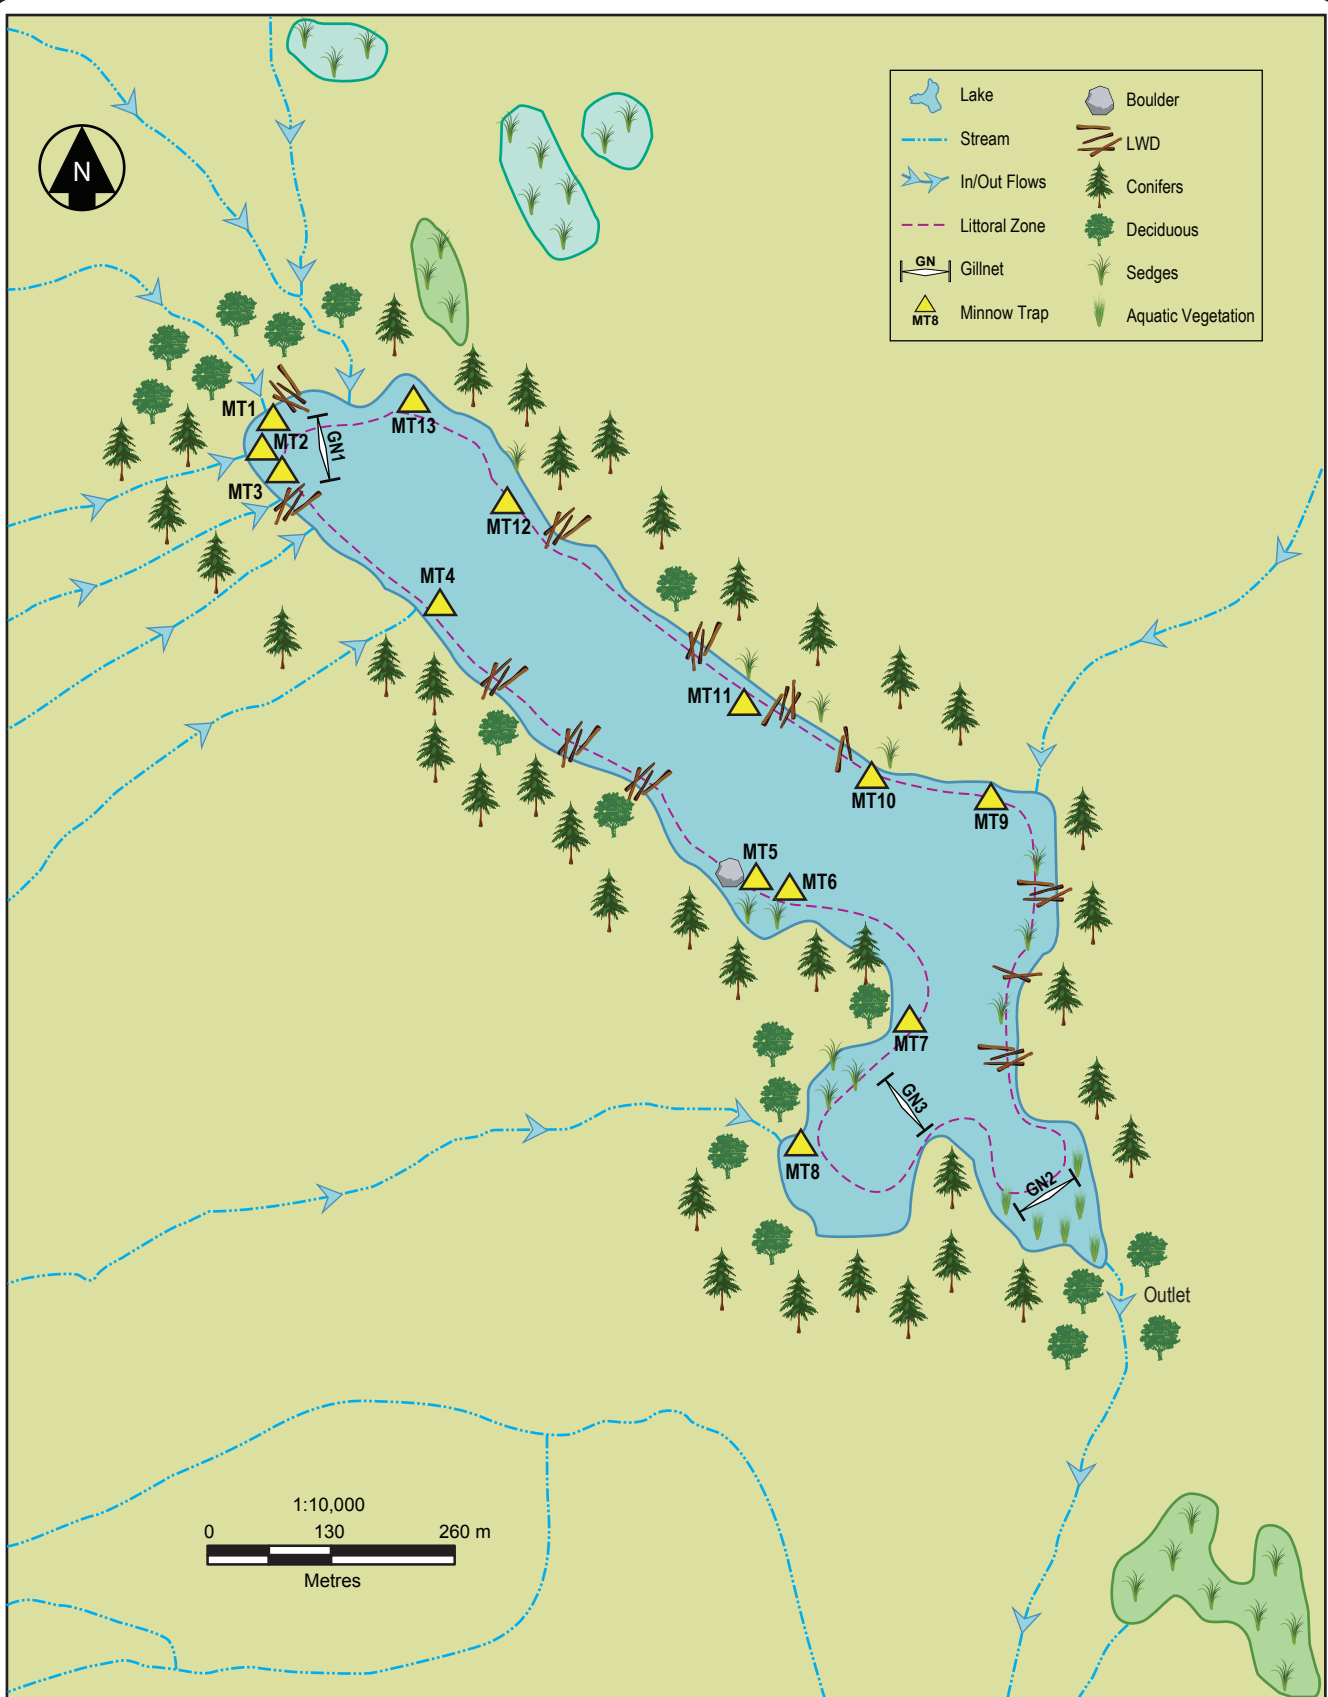 N
Lake
Stream
In/Out Flows
Littoral Zone
GN
Gillnet
MT8
Minnow Trap
Boulder
LWD
Conifers
Deciduous
Sedges
Aquatic Vegetation
MT1
MT2
MT3
GN1
MT13
MT12
MT4
MT11
MT10
MT9
MT5
MT6
MT7
GN3
MT8
GN2
Outlet
1:10,000
0 130 260 m
Metres